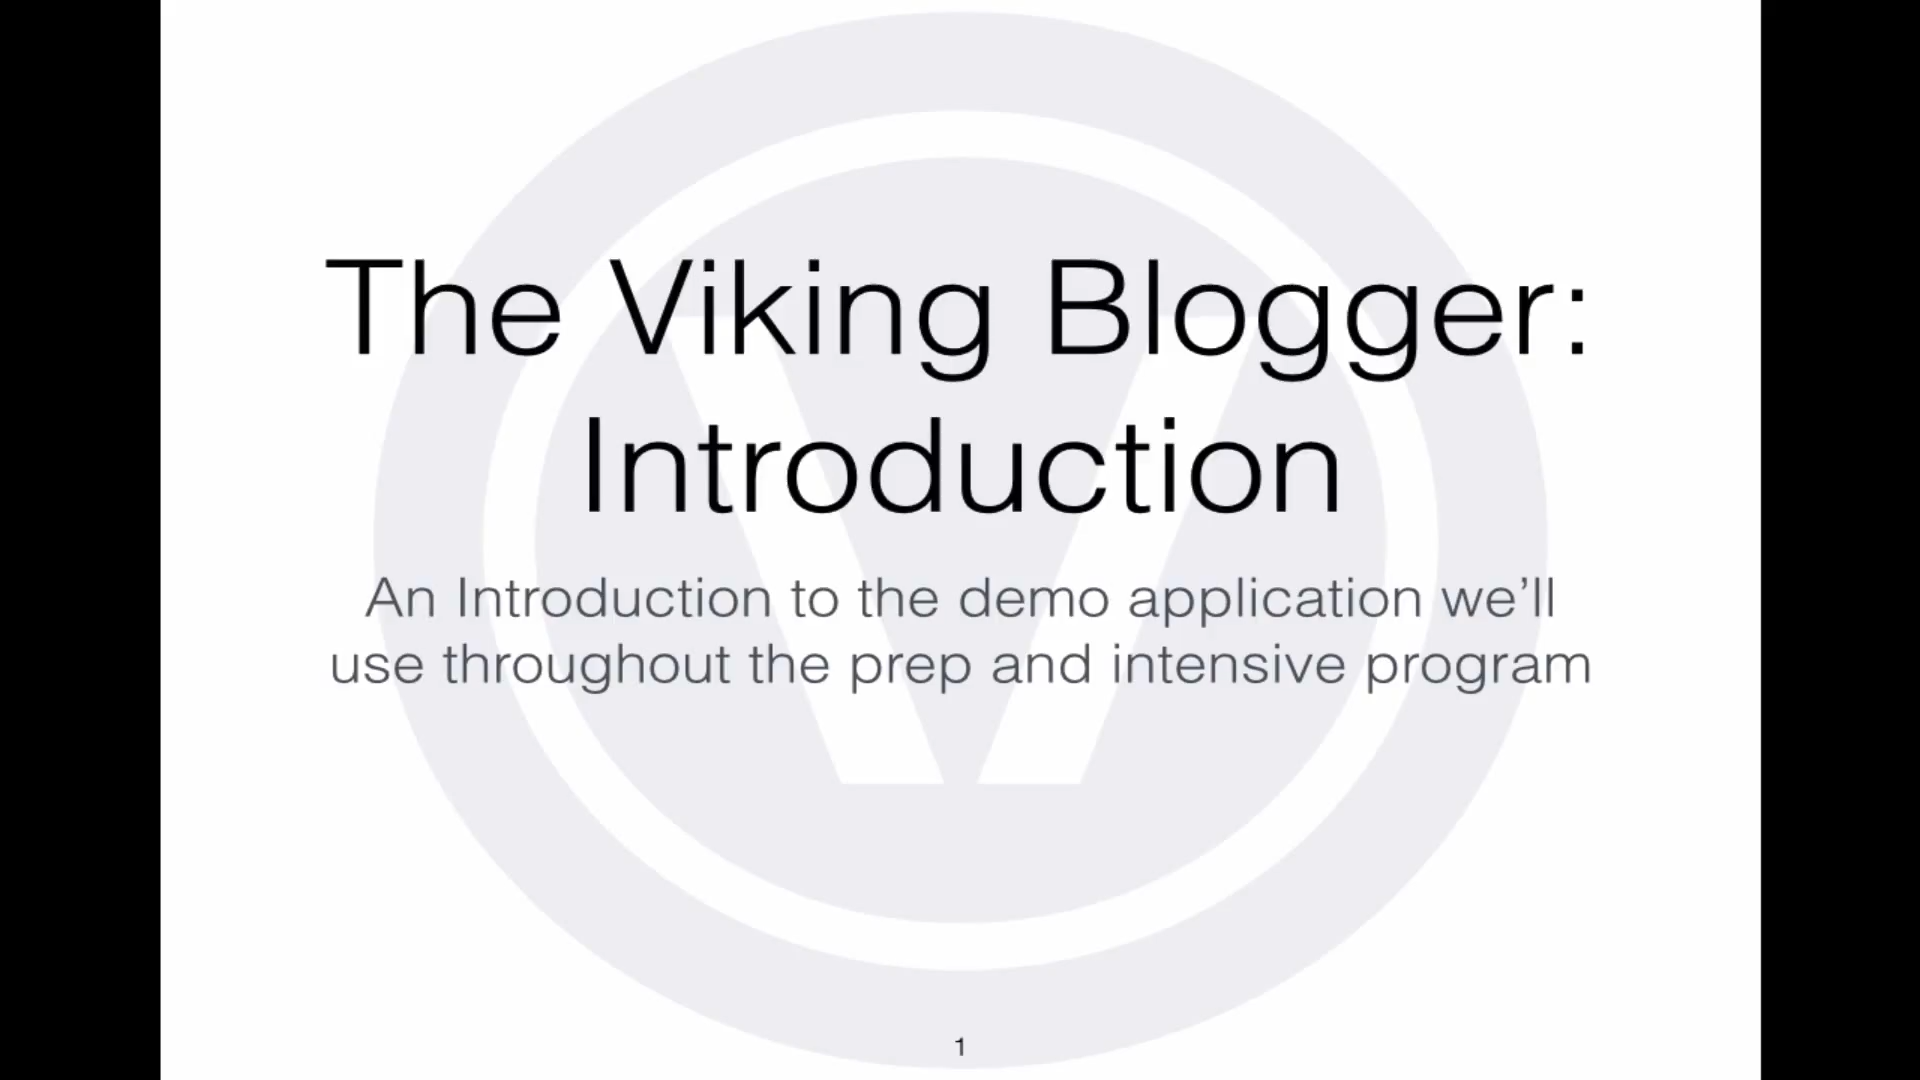 The Viking Blogger:
Introduction
An Introduction to the demo application we’ll
use throughout the prep and intensive program
1